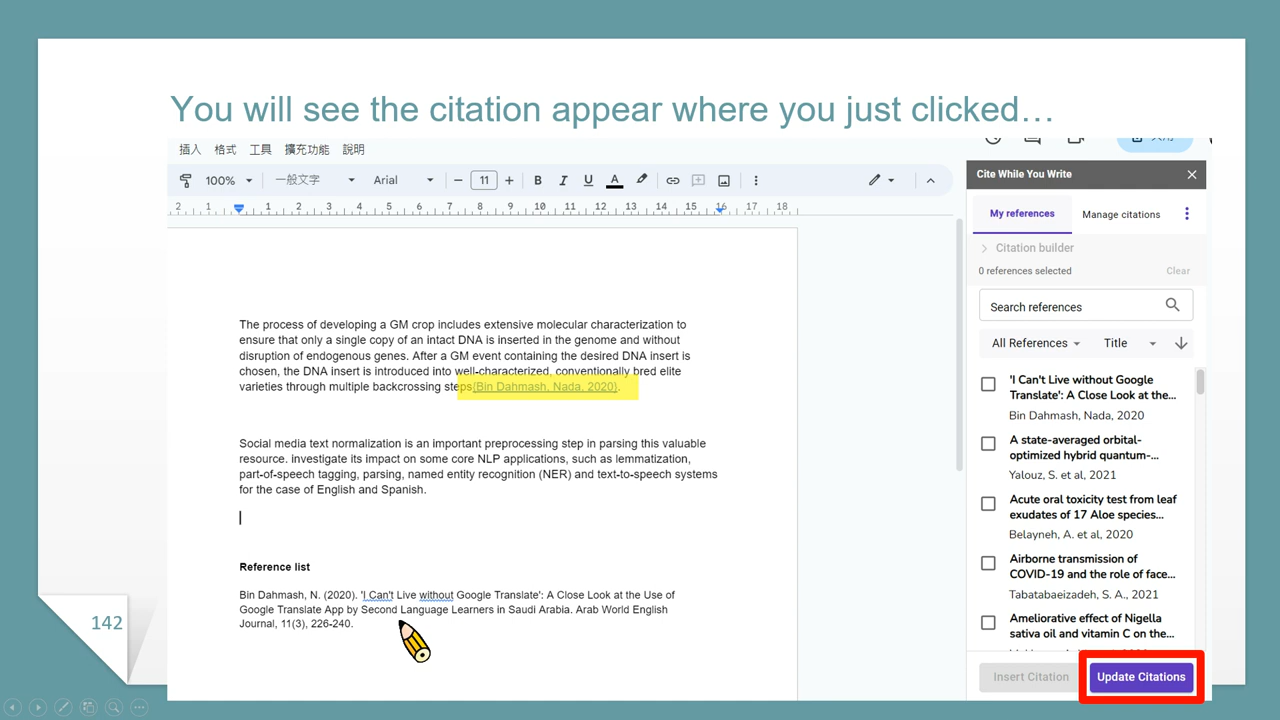 You will see the citation appear where you just clicked…
插入 格式 工具 擴充功能 說明
100% 一般文字 Arial 11 B I U A
2 1 1 2 3 4 5 6 7 8 9 10 11 12 13 14 15 16 17 18
The process of developing a GM crop includes extensive molecular characterization to
ensure that only a single copy of an intact DNA is inserted in the genome and without
disruption of endogenous genes. After a GM event containing the desired DNA insert is
chosen, the DNA insert is introduced into well-characterized, conventionally bred elite
varieties through multiple backcrossing steps(Bin Dahmash, Nada, 2020).
Social media text normalization is an important preprocessing step in parsing this valuable
resource. investigate its impact on some core NLP applications, such as lemmatization,
part-of-speech tagging, parsing, named entity recognition (NER) and text-to-speech systems
for the case of English and Spanish.
Reference list
Bin Dahmash, N. (2020). 'I Can't Live without Google Translate': A Close Look at the Use of
Google Translate App by Second Language Learners in Saudi Arabia. Arab World English
Journal, 11(3), 226-240.
Cite While You Write
My references Manage citations
Citation builder
0 references selected Clear
Search references
All References Title
'I Can't Live without Google
Translate': A Close Look at the...
Bin Dahmash, Nada, 2020
A state-averaged orbital-
optimized hybrid quantum-...
Yalouz, S. et al, 2021
Acute oral toxicity test from leaf
exudates of 17 Aloe species...
Belayneh, A. et al, 2020
Airborne transmission of
COVID-19 and the role of face...
Tabatabaeizadeh, S. A., 2021
Ameliorative effect of Nigella
sativa oil and vitamin C on the...
Insert Citation Update Citations
142